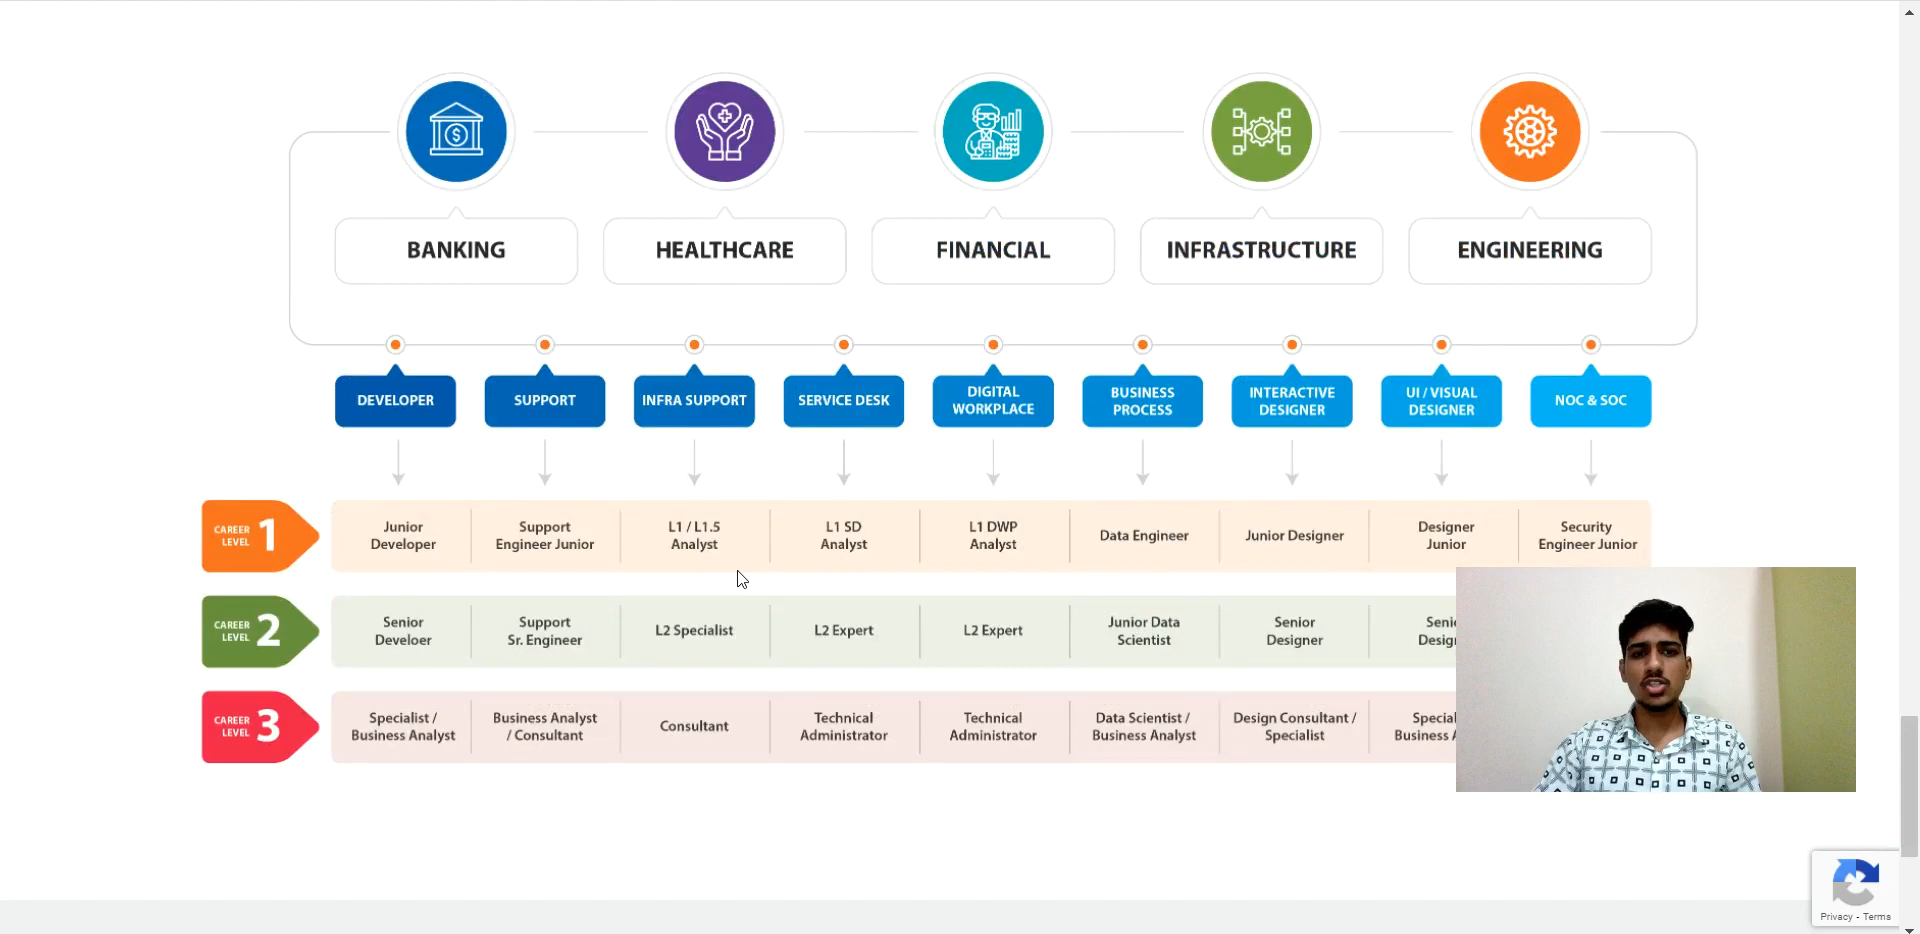 BANKING
HEALTHCARE
FINANCIAL
INFRASTRUCTURE
ENGINEERING
DEVELOPER
SUPPORT
INFRA SUPPORT
SERVICE DESK
DIGITAL
WORKPLACE
BUSINESS
PROCESS
INTERACTIVE
DESIGNER
UI / VISUAL
DESIGNER
NOC & SOC
CAREER
LEVEL 1
Junior
Developer
Support
Engineer Junior
L1 / L1.5
Analyst
L1 SD
Analyst
L1 DWP
Analyst
Data Engineer
Junior Designer
Designer
Junior
Security
Engineer Junior
CAREER
LEVEL 2
Senior
Develoer
Support
Sr. Engineer
L2 Specialist
L2 Expert
L2 Expert
Junior Data
Scientist
Senior
Designer
CAREER
LEVEL 3
Specialist /
Business Analyst
Business Analyst
/ Consultant
Consultant
Technical
Administrator
Technical
Administrator
Data Scientist /
Business Analyst
Design Consultant /
Specialist
Business
Privacy - Terms